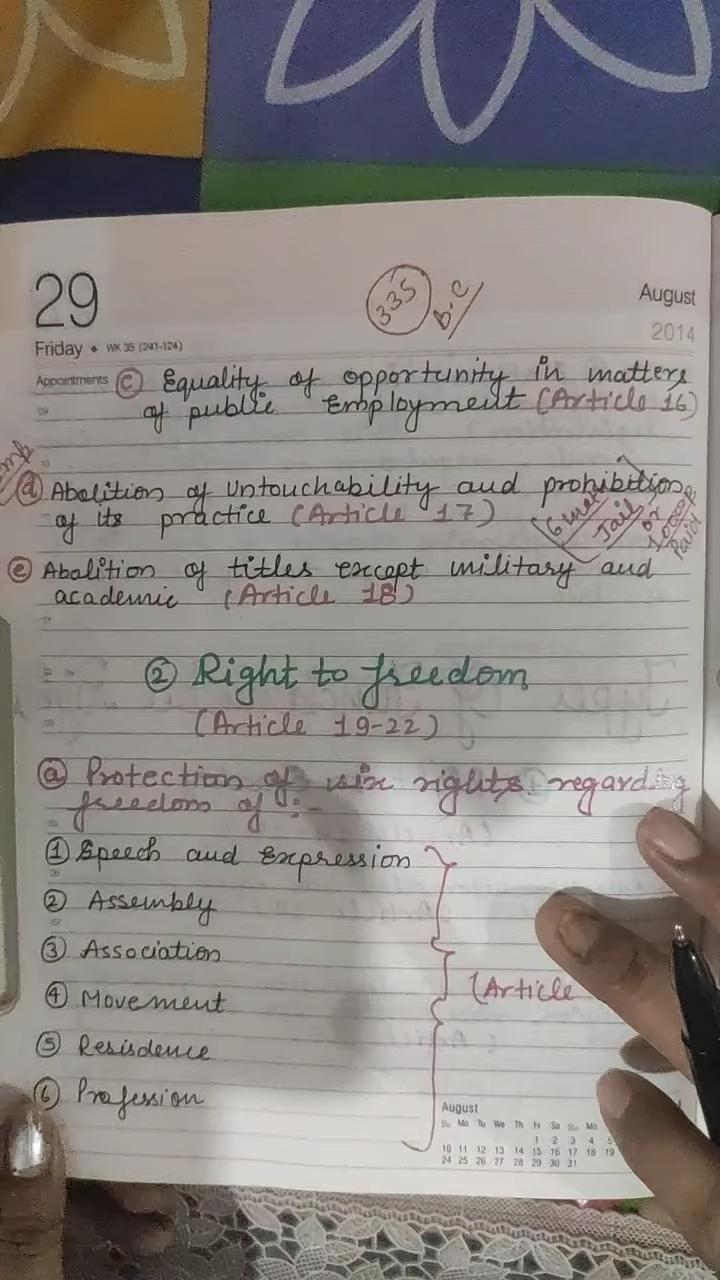 29
335
B.C
August
2014
Friday • WK 35 (241-124)
Appointments
(c) Equality of opportunity in matters
of public Employment (Article 16)
(d) Abolition of Untouchability and prohibition
of its practice (Article 17)
Jail
or
Paid
(e) Abolition of titles except military and
academic (Article 18)
(2) Right to freedom
(Article 19-22)
(a) Protection of six rights regarding
freedom of :-
(1) Speech and Expression
(2) Assembly
(3) Association
(4) Movement
(5) Resisdence
(6) Profession
(Article
August
Su Mo Tu We Th Fr Sa Su Mo
1 2 3 4 5
10 11 12 13 14 15 16 17 18 19
24 25 26 27 28 29 30 31